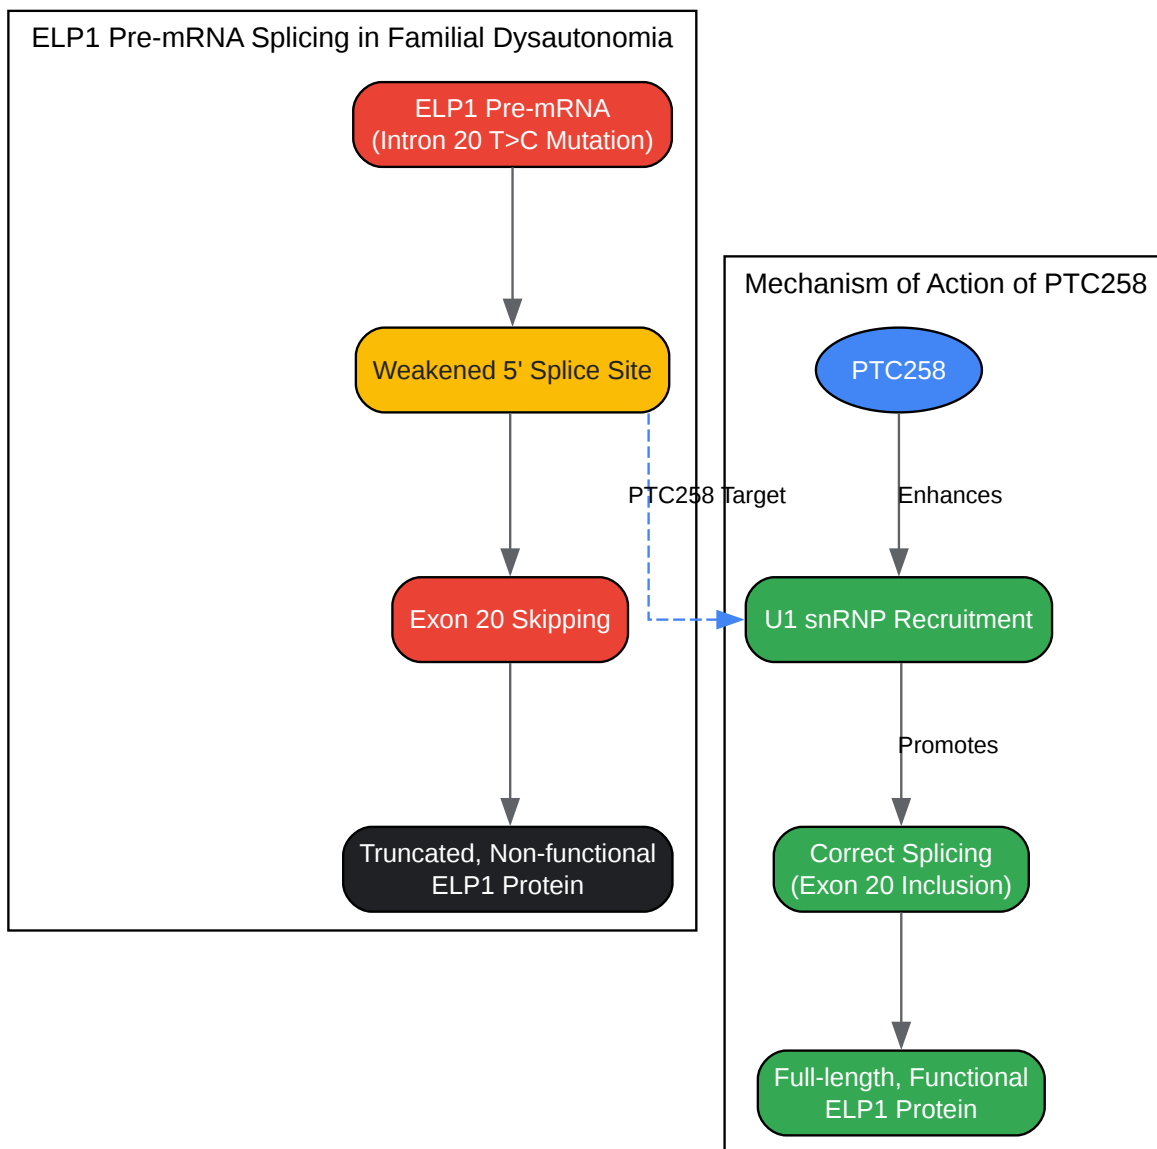 ELP1 Pre-mRNA Splicing in Familial Dysautonomia
ELP1 Pre-mRNA
(Intron 20 T>C Mutation)
Weakened 5' Splice Site
PTC258 Target
Exon 20 Skipping
Truncated, Non-functional
ELP1 Protein
Mechanism of Action of PTC258
PTC258
Enhances
U1 snRNP Recruitment
Promotes
Correct Splicing
(Exon 20 Inclusion)
Full-length, Functional
ELP1 Protein